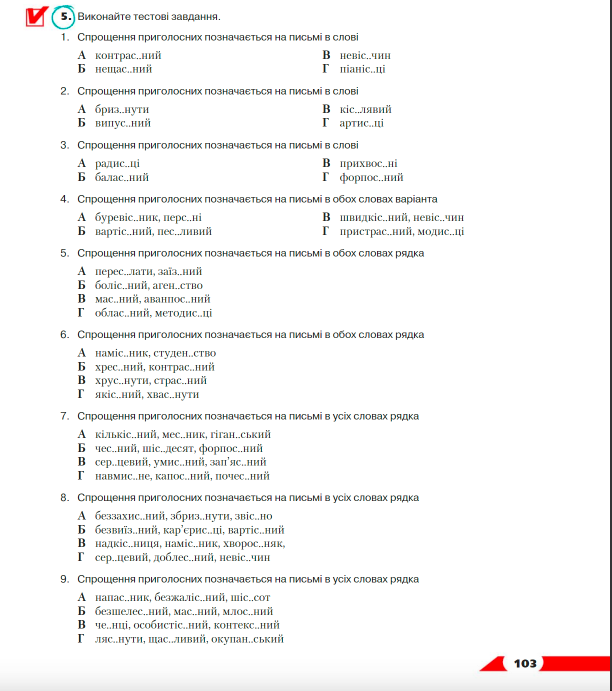 5. Виконайте тестові завдання.
1. Спрощення приголосних позначається на письмі в слові
А контрас..ний В невіс..чин
Б нещас..ний Г піаніс..ці
2. Спрощення приголосних позначається на письмі в слові
А бриз..нути В кіс..лявий
Б випус..ний Г артис..ці
3. Спрощення приголосних позначається на письмі в слові
А радис..ці В прихвос..ні
Б балас..ний Г форпос..ний
4. Спрощення приголосних позначається на письмі в обох словах варіанта
А буревіс..ник, перс..ні В швидкіс..ний, невіс..чин
Б вартіс..ний, пес..ливий Г пристрас..ний, модис..ці
5. Спрощення приголосних позначається на письмі в обох словах рядка
А перес..лати, заїз..ний
Б боліс..ний, аген..ство
В мас..ний, аванпос..ний
Г облас..ний, методис..ці
6. Спрощення приголосних позначається на письмі в обох словах рядка
А наміс..ник, студен..ство
Б хрес..ний, контрас..ний
В хрус..нути, страс..ний
Г якіс..ний, хвас..нути
7. Спрощення приголосних позначається на письмі в усіх словах рядка
А кількіс..ний, мес..ник, гіган..ський
Б чес..ний, шіс..десят, форпос..ний
В сер..цевий, умис..ний, зап'яс..ний
Г навмис..не, капос..ний, почес..ний
8. Спрощення приголосних позначається на письмі в усіх словах рядка
А беззахис..ний, збриз..нути, звіс..но
Б безвиїз..ний, кар'єрис..ці, вартіс..ний
В надкіс..ниця, наміс..ник, хворос..няк,
Г сер..цевий, доблес..ний, невіс..чин
9. Спрощення приголосних позначається на письмі в усіх словах рядка
А напас..ник, безжаліс..ний, шіс..сот
Б безшелес..ний, мас..ний, млос..ний
В че..нці, особистіс..ний, контекс..ний
Г ляс..нути, щас..ливий, окупан..ський
103